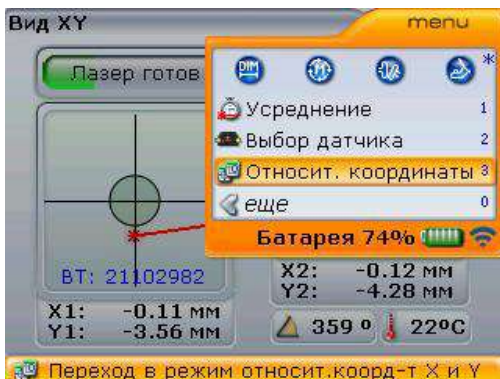 Вид XY
menu
Лазер готов
*
Усреднение 1
Выбор датчика 2
Относит. координаты 3
еще 0
Батарея 74%
BT: 21102982
X1: -0.11 мм
Y1: -3.56 мм
X2: -0.12 мм
Y2: -4.28 мм
359 º
22ºC
Переход в режим относит.коорд-т X и Y